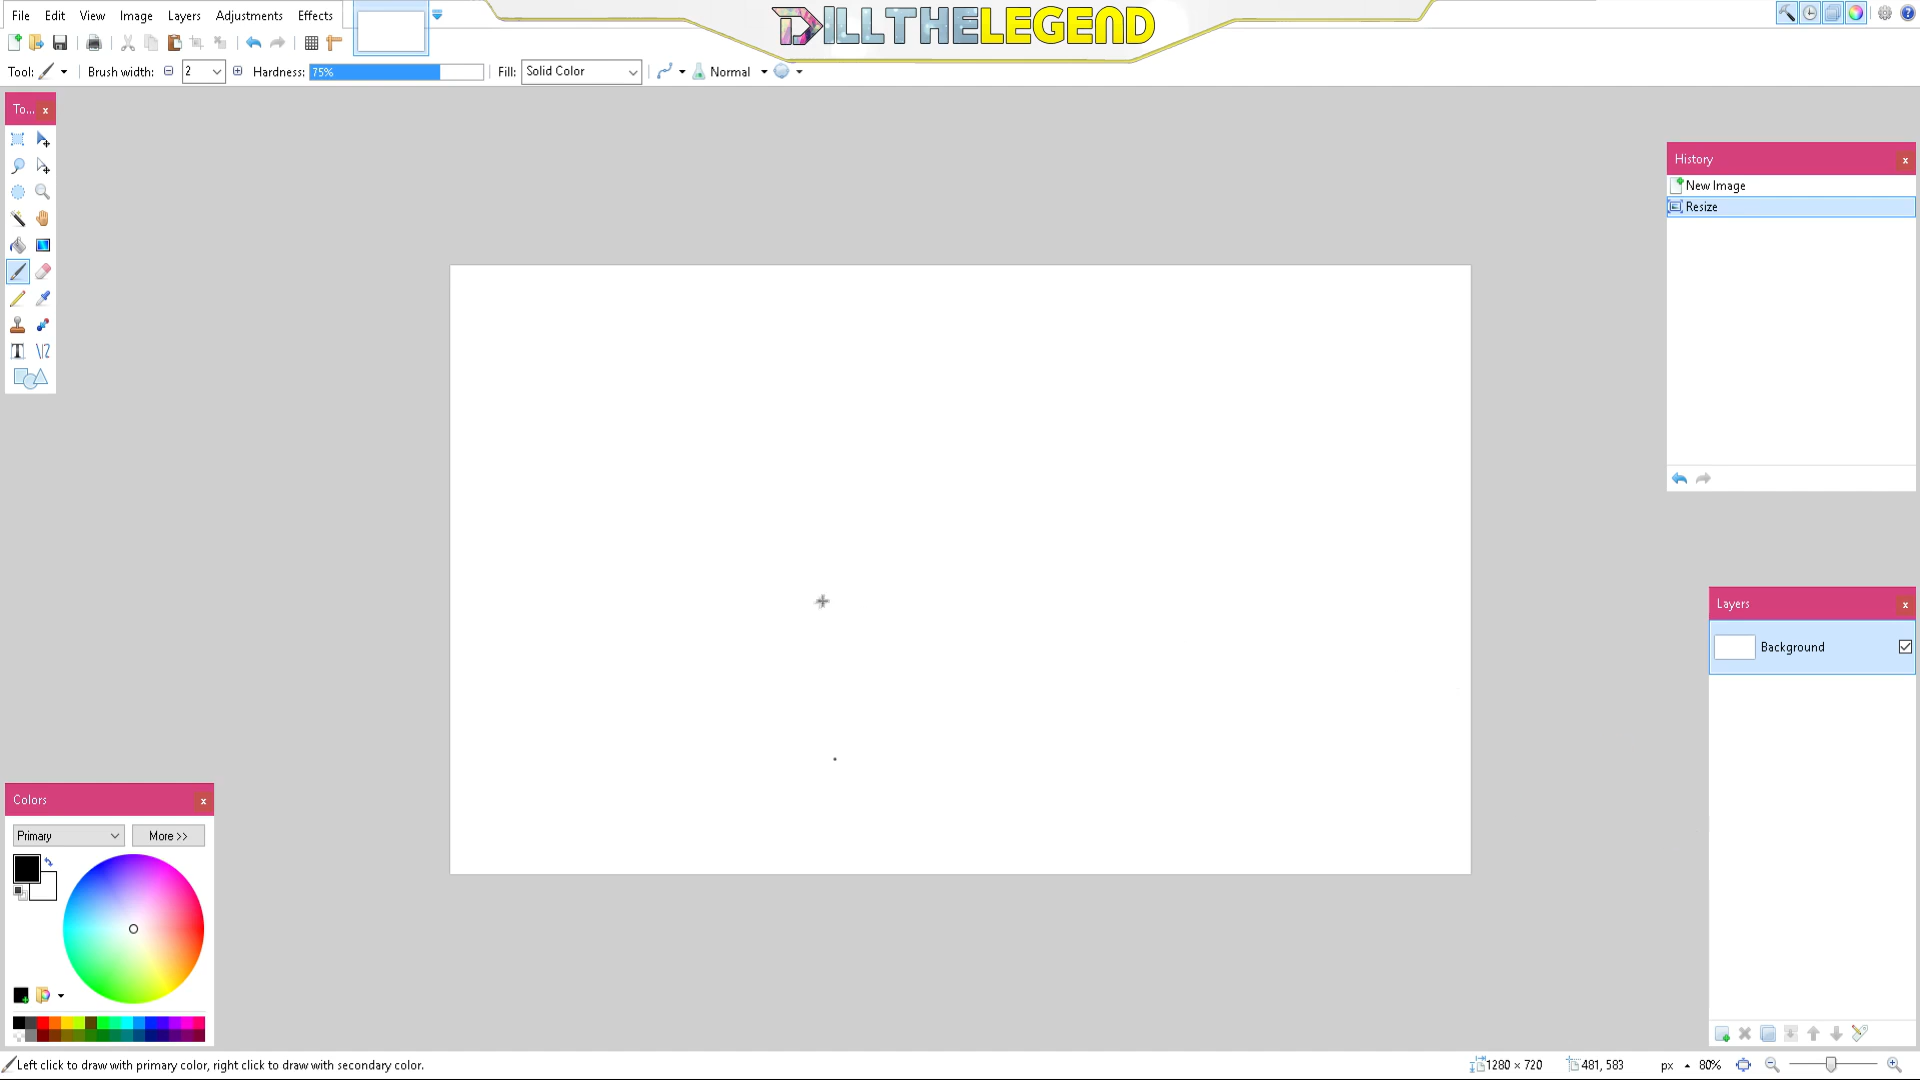 File Edit View Image Layers Adjustments Effects
DILLTHELEGEND
Tool: Brush width: 2 Hardness: 75% Fill: Solid Color Normal
To... x
History x
New Image
Resize
Layers x
Background
Colors x
Primary More >>
Left click to draw with primary color, right click to draw with secondary color.
1280 × 720 481, 583 px 80%